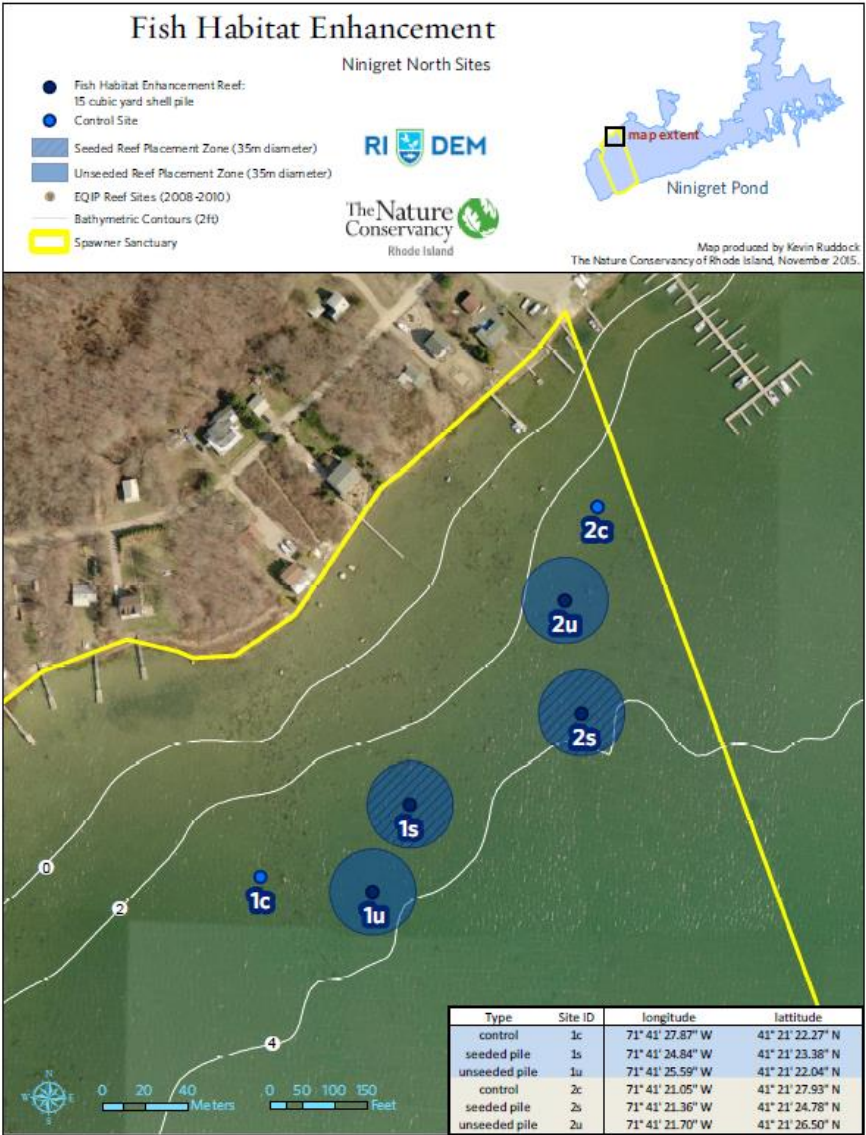 Fish Habitat Enhancement
Ninigret North Sites
Fish Habitat Enhancement Reef:
15 cubic yard shell pile
Control Site
Seeded Reef Placement Zone (35m diameter)
Unseeded Reef Placement Zone (35m diameter)
EQIP Reef Sites (2008-2010)
Bathymetric Contours (2ft)
Spawner Sanctuary
RI DEM
The Nature
Conservancy
Rhode Island
map extent
Ninigret Pond
Map produced by Kevin Ruddock
The Nature Conservancy of Rhode Island, November 2015.
2c
2u
2s
1s
1c
1u
0
2
4
N
W E
S
0 20 40
Meters
0 50 100 150
Feet
Type Site ID longitude lattitude
control 1c 71° 41' 27.87" W 41° 21' 22.27" N
seeded pile 1s 71° 41' 24.84" W 41° 21' 23.38" N
unseeded pile 1u 71° 41' 25.59" W 41° 21' 22.04" N
control 2c 71° 41' 21.05" W 41° 21' 27.93" N
seeded pile 2s 71° 41' 21.36" W 41° 21' 24.78" N
unseeded pile 2u 71° 41' 21.70" W 41° 21' 26.50" N